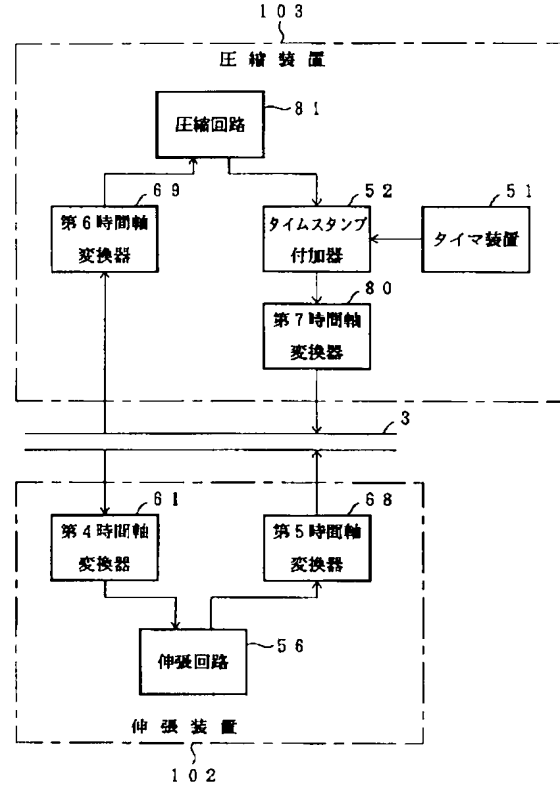 103
圧縮装置
81
圧縮回路
69
第6時間軸
変換器
52
タイムスタンプ
付加器
51
タイマ装置
80
第7時間軸
変換器
3
61
第4時間軸
変換器
68
第5時間軸
変換器
伸張回路
56
伸張装置
102